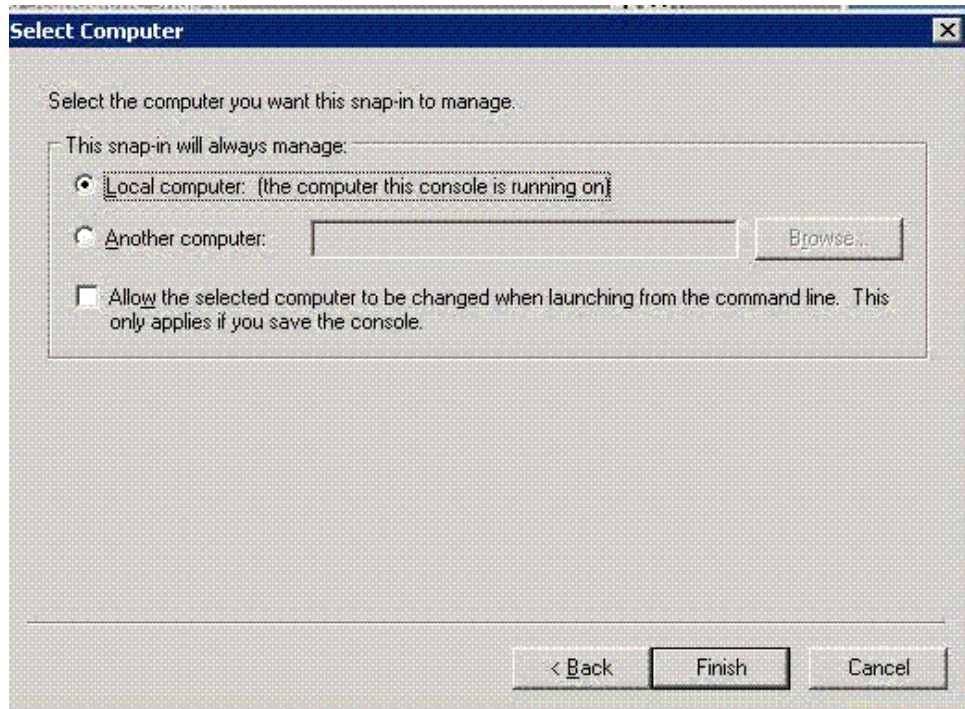 Select Computer
Select the computer you want this snap-in to manage.
This snap-in will always manage:
Local computer: (the computer this console is running on)
Another computer:
Browse...
Allow the selected computer to be changed when launching from the command line. This
only applies if you save the console.
< Back
Finish
Cancel